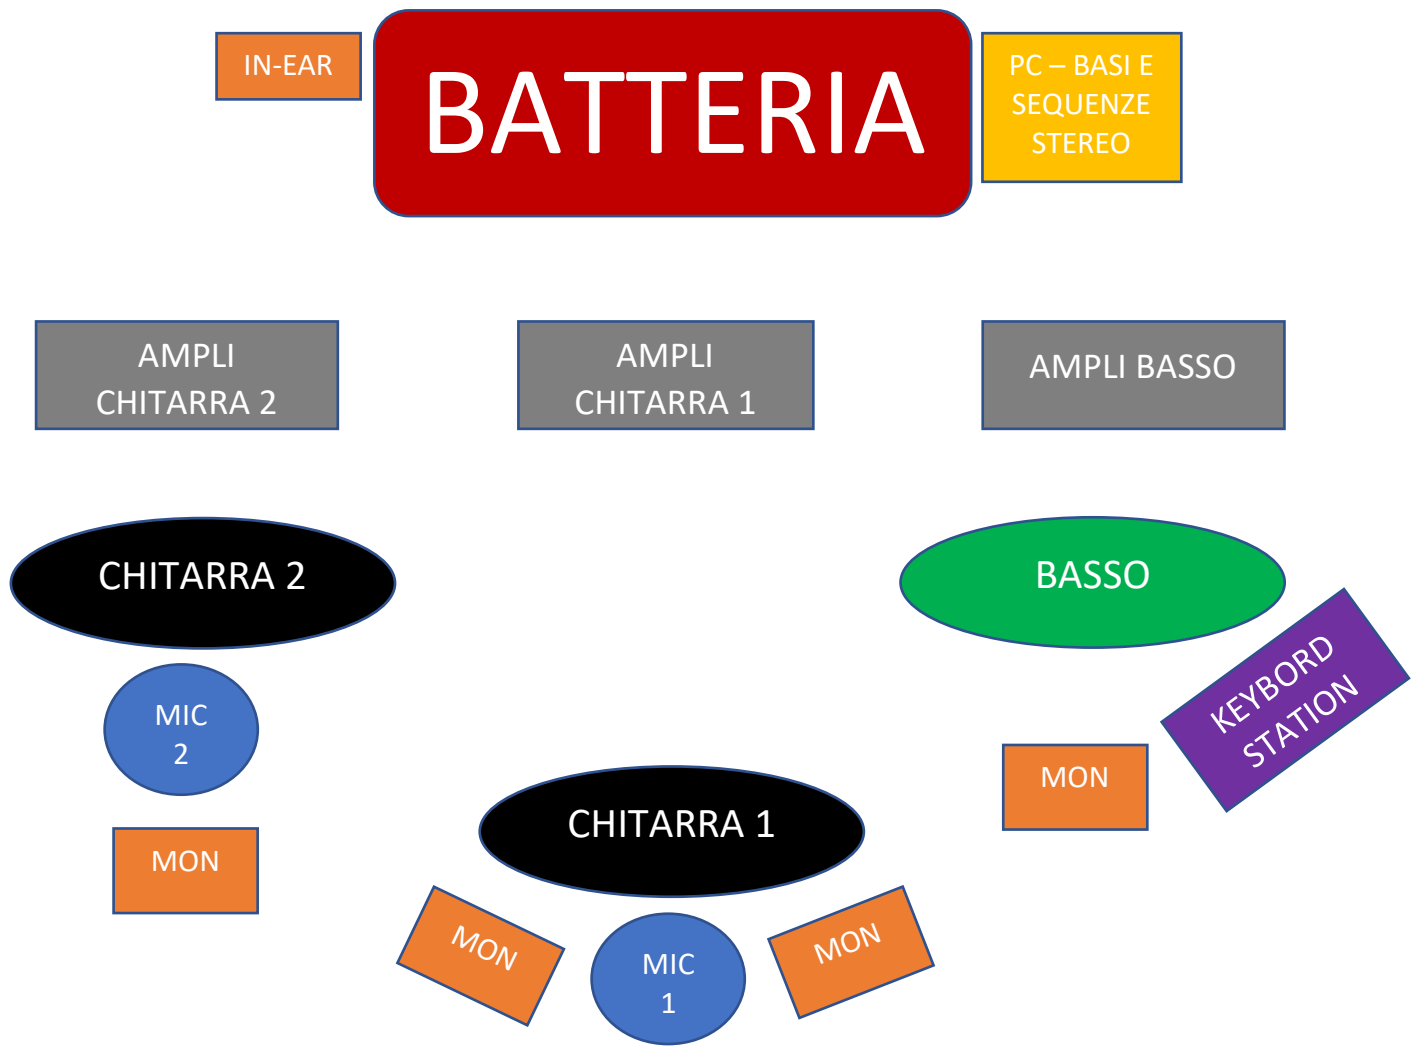 IN-EAR
BATTERIA
PC – BASI E
SEQUENZE
STEREO
AMPLI
CHITARRA 2
AMPLI
CHITARRA 1
AMPLI BASSO
CHITARRA 2
BASSO
KEYBORD
STATION
MIC
2
MON
MON
CHITARRA 1
MON
MIC
1
MON